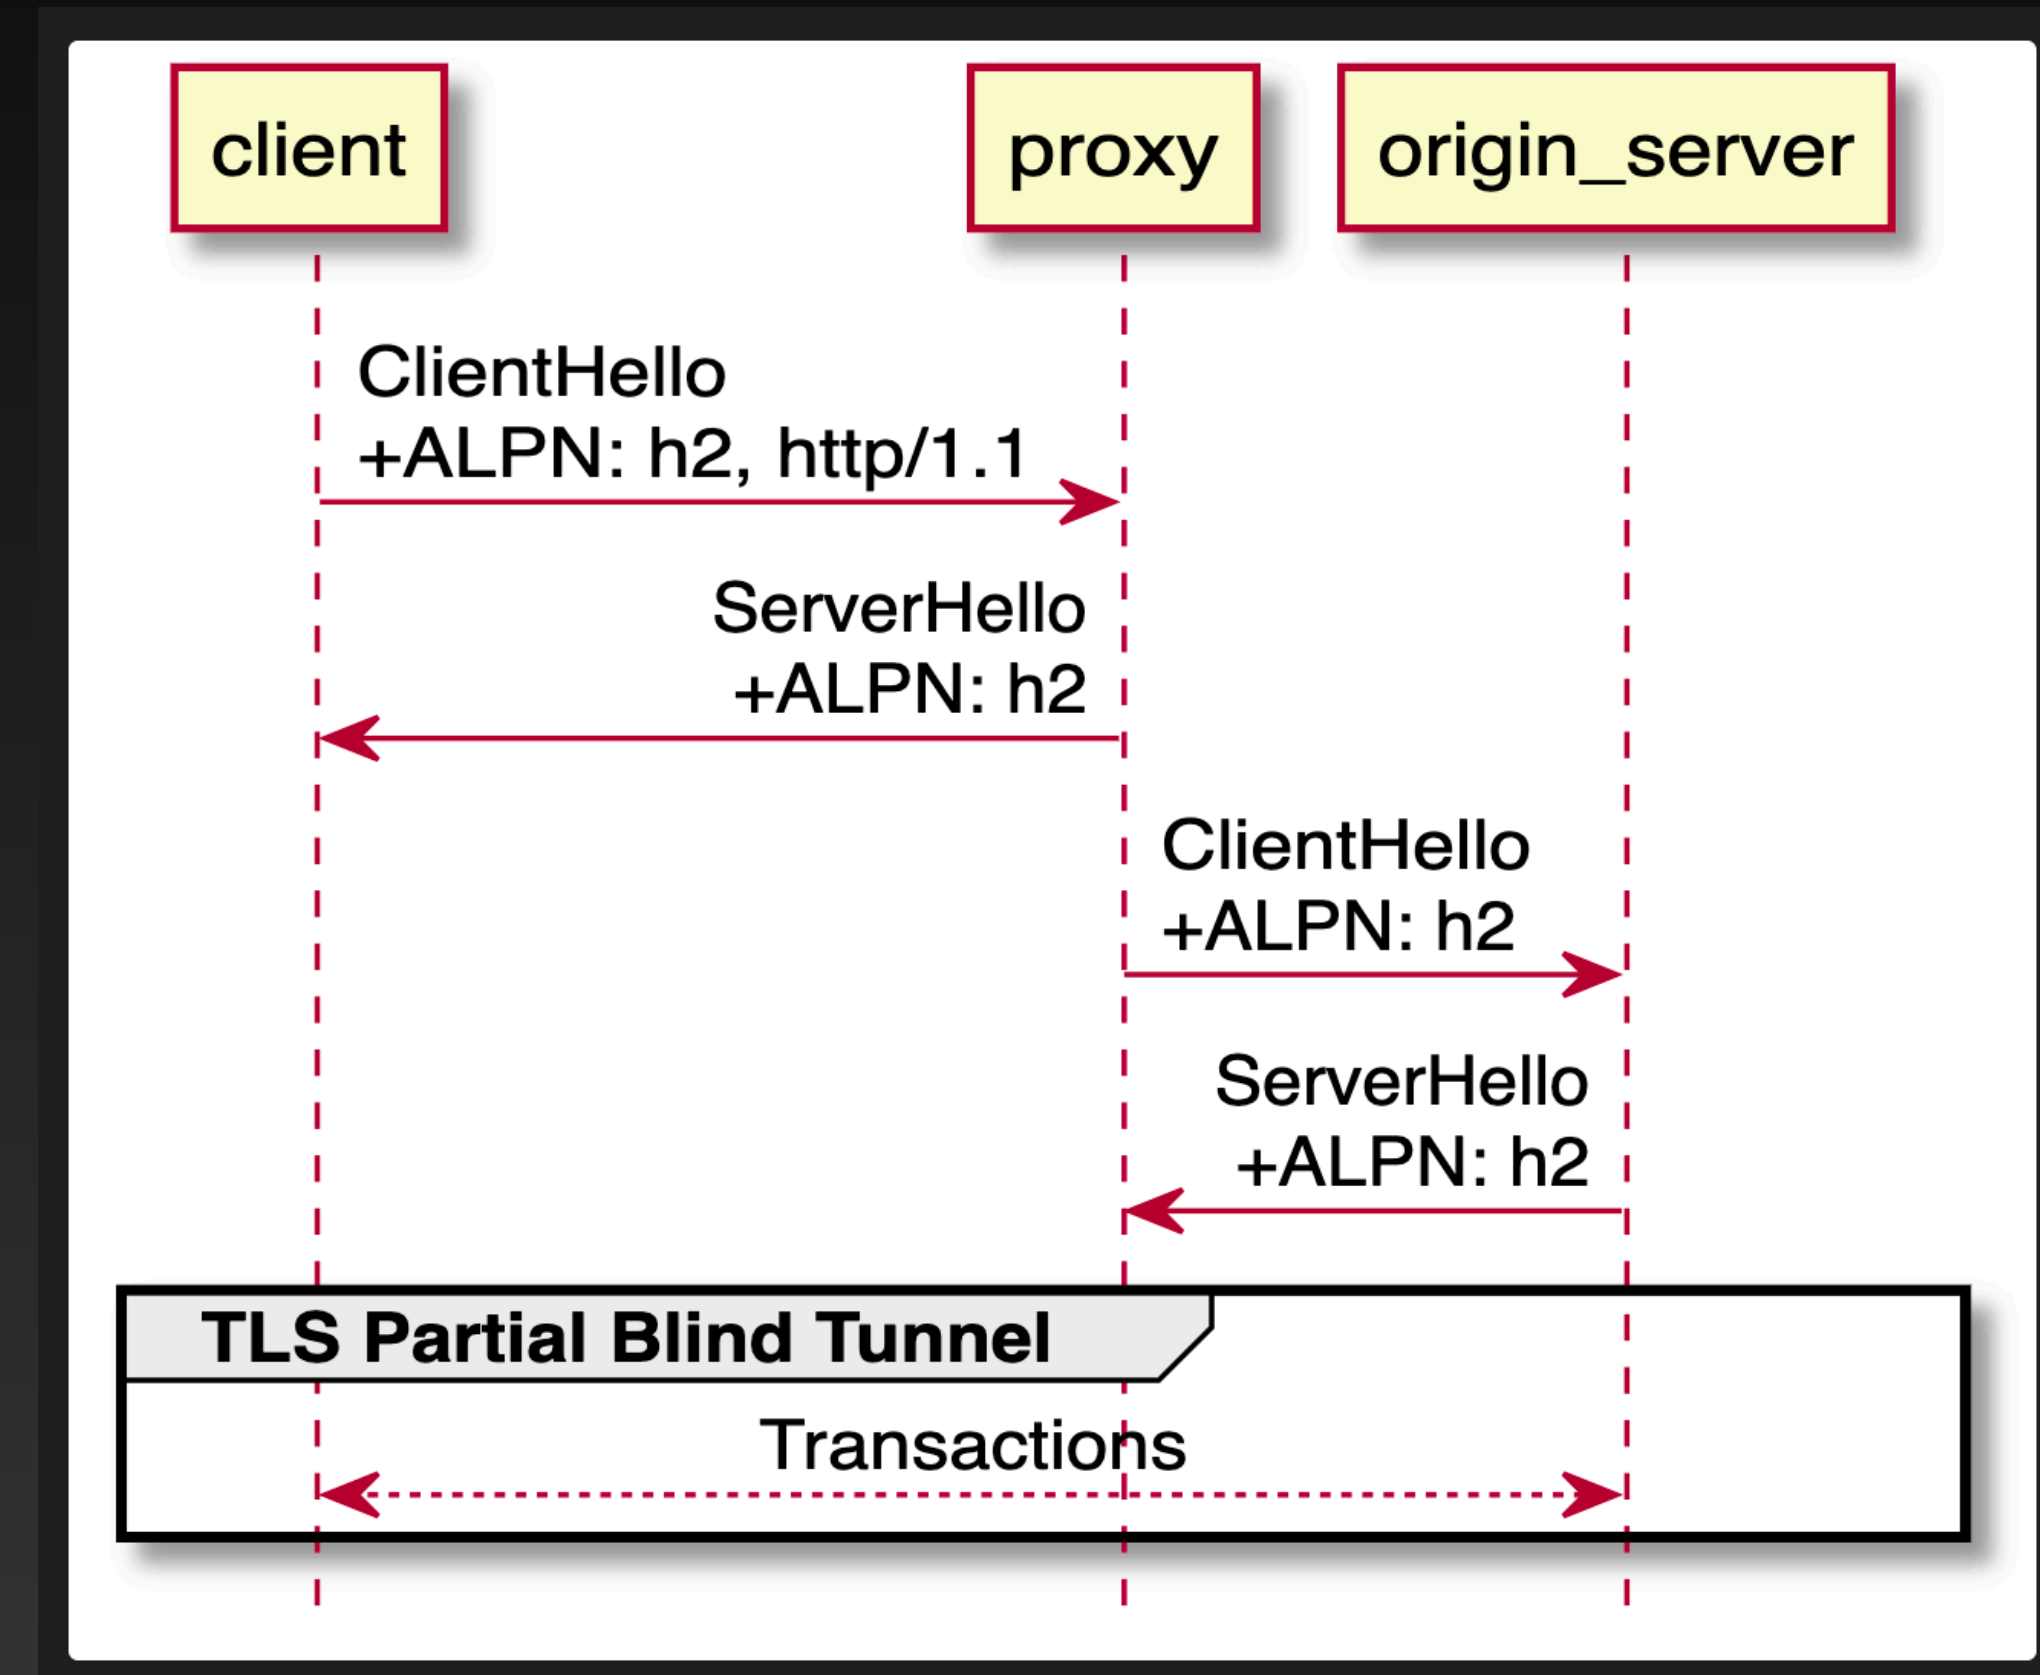 client
proxy
origin_server
ClientHello
+ALPN: h2, http/1.1
ServerHello
+ALPN: h2
ClientHello
+ALPN: h2
ServerHello
+ALPN: h2
TLS Partial Blind Tunnel
Transactions